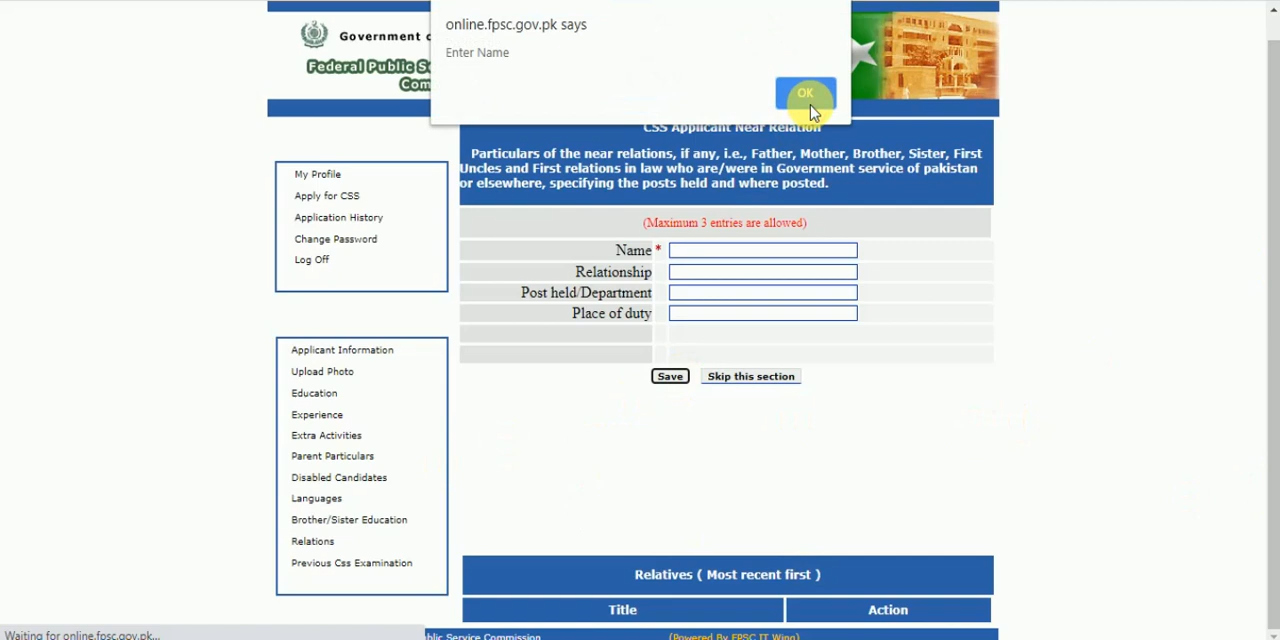 online.fpsc.gov.pk says
Enter Name
OK
Government o
Federal Public Se
Com
CSS Applicant Near Relation
Particulars of the near relations, if any, i.e., Father, Mother, Brother, Sister, First
Uncles and First relations in law who are/were in Government service of pakistan
or elsewhere, specifying the posts held and where posted.
(Maximum 3 entries are allowed)
Name *
Relationship
Post held/Department
Place of duty
Save Skip this section
My Profile
Apply for CSS
Application History
Change Password
Log Off
Applicant Information
Upload Photo
Education
Experience
Extra Activities
Parent Particulars
Disabled Candidates
Languages
Brother/Sister Education
Relations
Previous Css Examination
Relatives ( Most recent first )
Title Action
Waiting for online.fpsc.gov.pk...
blic Service Commission (Powered By FPSC IT Wing)